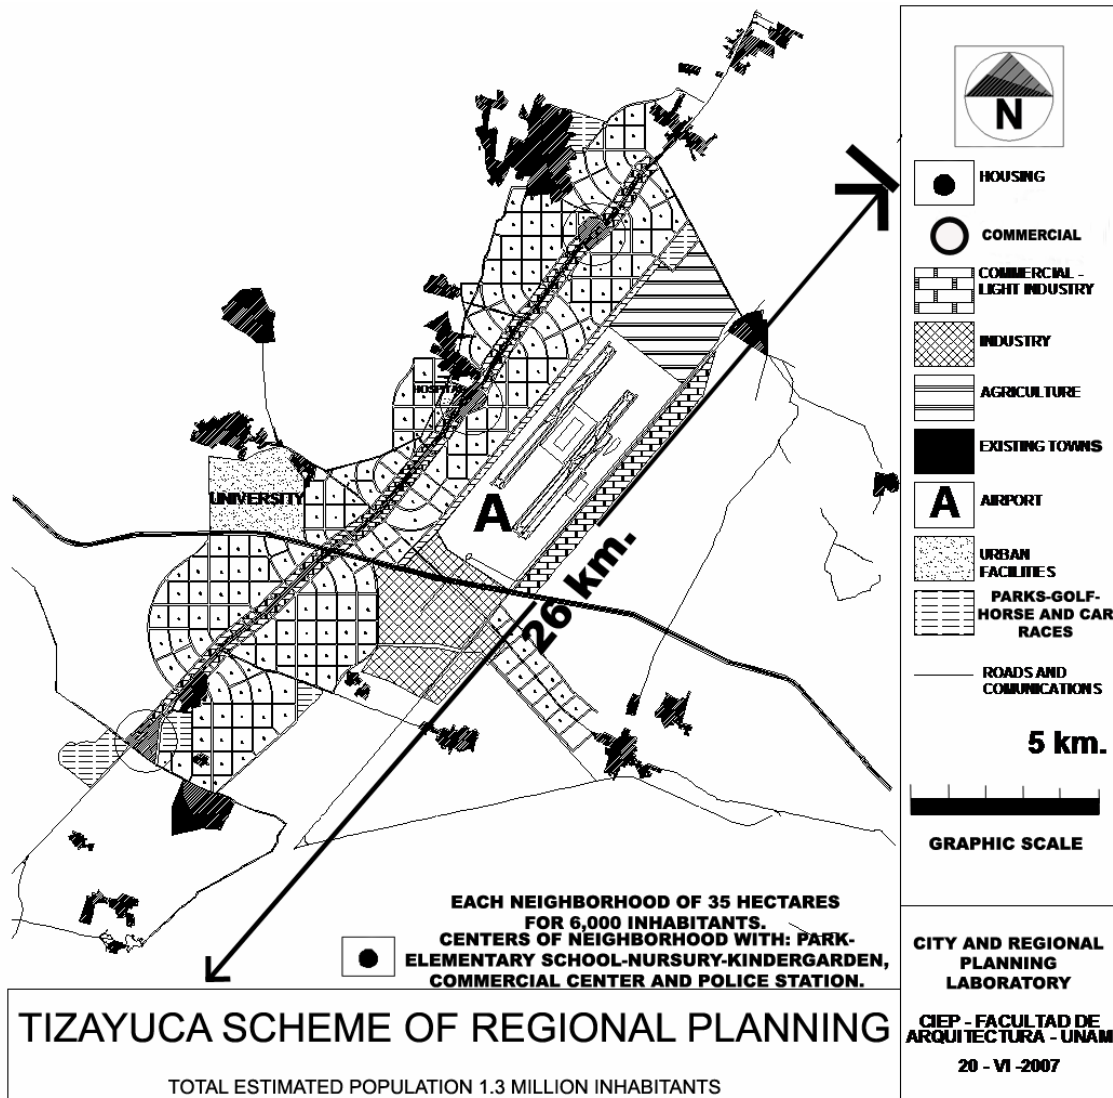 HOSPITAL
UNIVERSITY
A
26 km.
N
HOUSING
COMMERCIAL
COMMERCIAL -
LIGHT INDUSTRY
INDUSTRY
AGRICULTURE
EXISTING TOWNS
A
AIRPORT
URBAN
FACILITIES
PARKS-GOLF-
HORSE AND CAR
RACES
ROADS AND
COMUNICATIONS
5 km.
GRAPHIC SCALE
EACH NEIGHBORHOOD OF 35 HECTARES
FOR 6,000 INHABITANTS.
CENTERS OF NEIGHBORHOOD WITH: PARK-
ELEMENTARY SCHOOL-NURSURY-KINDERGARDEN,
COMMERCIAL CENTER AND POLICE STATION.
TIZAYUCA SCHEME OF REGIONAL PLANNING
TOTAL ESTIMATED POPULATION 1.3 MILLION INHABITANTS
CITY AND REGIONAL
PLANNING
LABORATORY
CIEP - FACULTAD DE
ARQUITECTURA - UNAM
20 - VI -2007